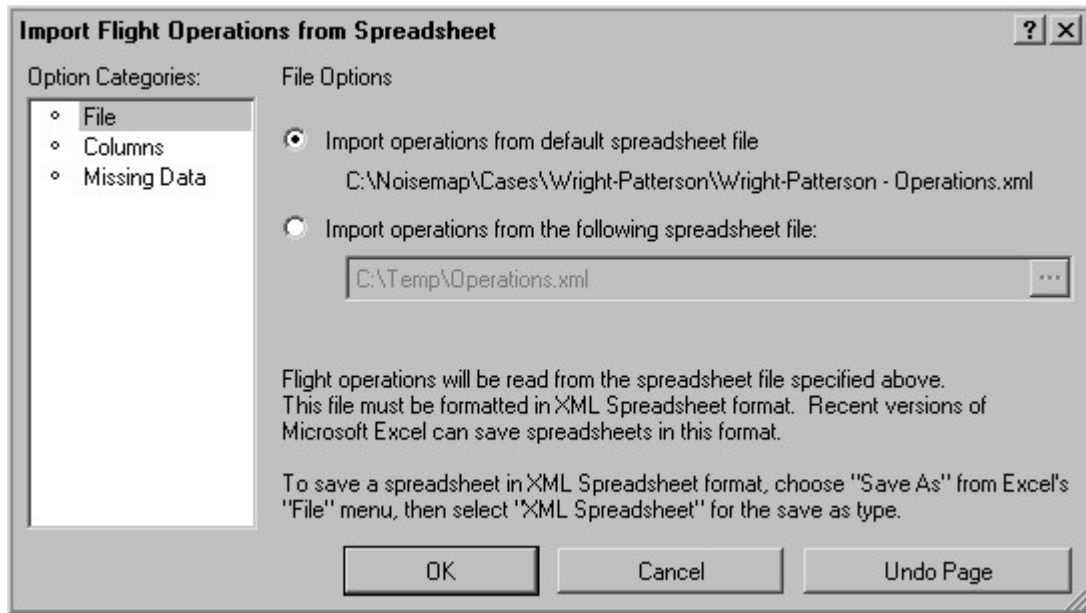 Import Flight Operations from Spreadsheet
? ×
Option Categories:
File
Columns
Missing Data
File Options
Import operations from default spreadsheet file
C:\Noisemap\Cases\Wright-Patterson\Wright-Patterson - Operations.xml
Import operations from the following spreadsheet file:
C:\Temp\Operations.xml
...
Flight operations will be read from the spreadsheet file specified above.
This file must be formatted in XML Spreadsheet format. Recent versions of
Microsoft Excel can save spreadsheets in this format.
To save a spreadsheet in XML Spreadsheet format, choose "Save As" from Excel's
"File" menu, then select "XML Spreadsheet" for the save as type.
OK
Cancel
Undo Page